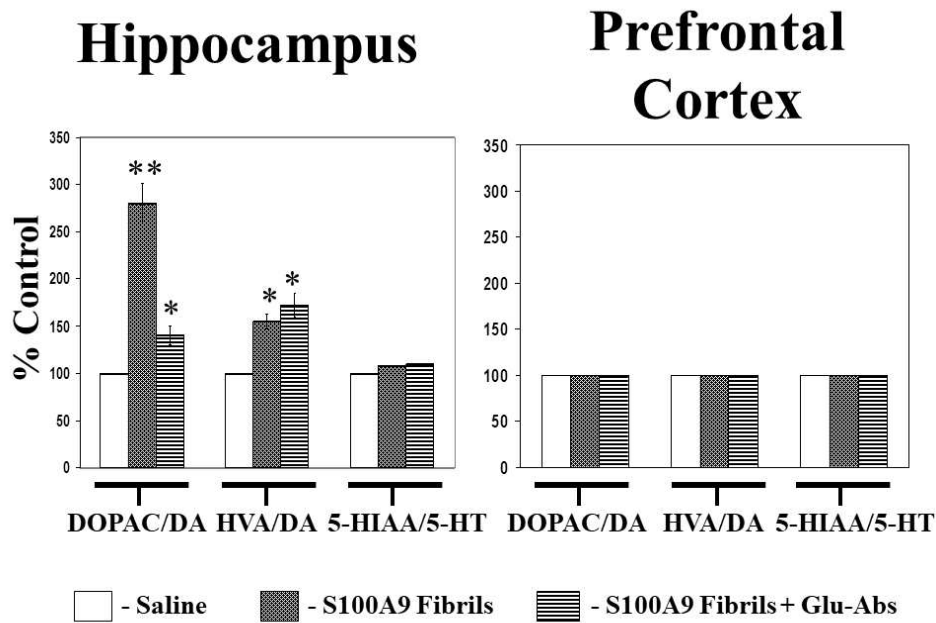 Hippocampus
Prefrontal
Cortex
% Control
350
300
250
200
150
100
50
0
**
*
*
*
DOPAC/DA HVA/DA 5-HIAA/5-HT
350
300
250
200
150
100
50
0
DOPAC/DA HVA/DA 5-HIAA/5-HT
- Saline - S100A9 Fibrils - S100A9 Fibrils + Glu-Abs